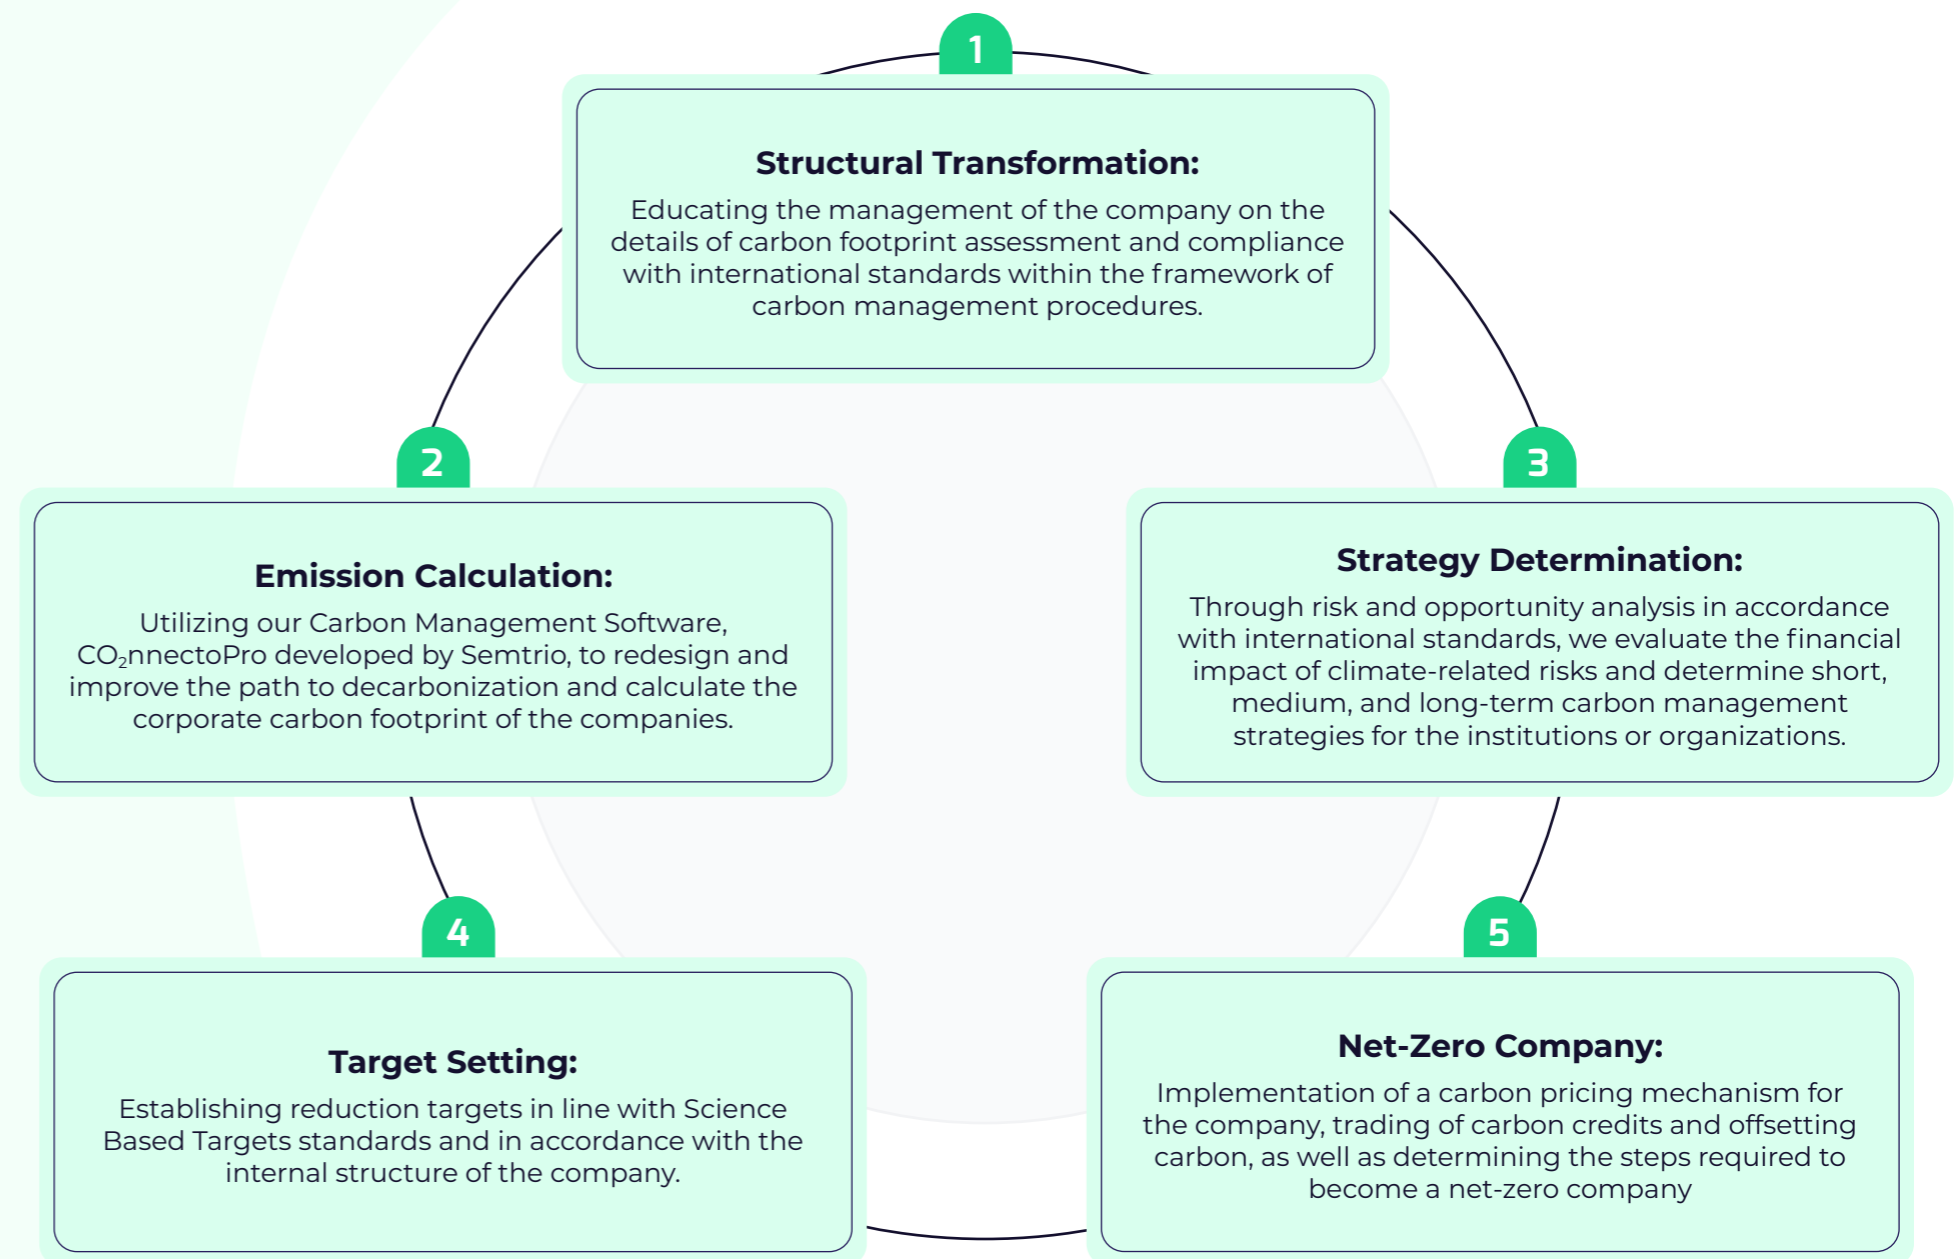 1
Structural Transformation:
Educating the management of the company on the
details of carbon footprint assessment and compliance
with international standards within the framework of
carbon management procedures.
2
Emission Calculation:
Utilizing our Carbon Management Software,
CO₂nnectoPro developed by Semtrio, to redesign and
improve the path to decarbonization and calculate the
corporate carbon footprint of the companies.
3
Strategy Determination:
Through risk and opportunity analysis in accordance
with international standards, we evaluate the financial
impact of climate-related risks and determine short,
medium, and long-term carbon management
strategies for the institutions or organizations.
4
Target Setting:
Establishing reduction targets in line with Science
Based Targets standards and in accordance with the
internal structure of the company.
5
Net-Zero Company:
Implementation of a carbon pricing mechanism for
the company, trading of carbon credits and offsetting
carbon, as well as determining the steps required to
become a net-zero company